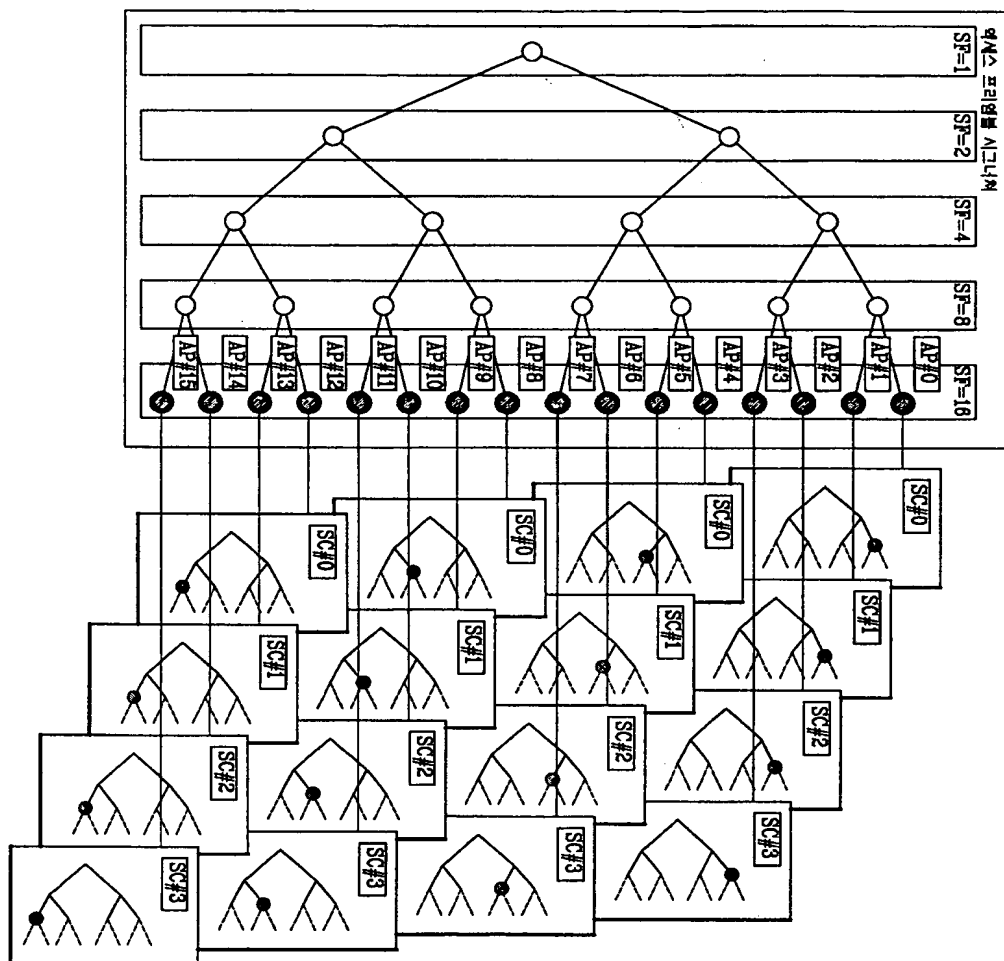 액세스 프리앰블 시그니처
SF=1
SF=2
SF=4
SF=8
SF=16
AP#0
AP#1
AP#2
AP#3
AP#4
AP#5
AP#6
AP#7
AP#8
AP#9
AP#10
AP#11
AP#12
AP#13
AP#14
AP#15
SC#0
SC#1
SC#2
SC#3
SC#0
SC#1
SC#2
SC#3
SC#0
SC#1
SC#2
SC#3
SC#0
SC#1
SC#2
SC#3